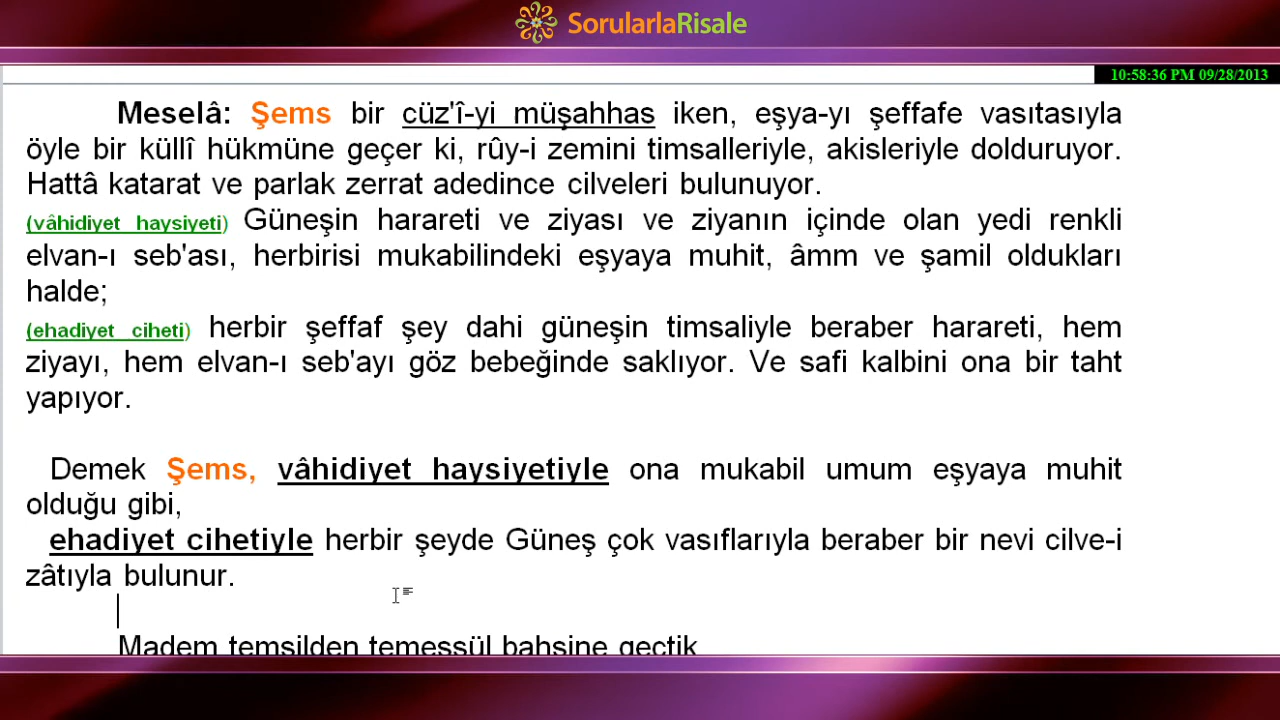 SorularlaRisale
10:58:36 PM 09/28/2013
Meselâ: Şems bir cüz'î-yi müşahhas iken, eşya-yı şeffafe vasıtasıyla
öyle bir küllî hükmüne geçer ki, rûy-i zemini timsalleriyle, akisleriyle dolduruyor.
Hattâ katarat ve parlak zerrat adedince cilveleri bulunuyor.
(vâhidiyet haysiyeti) Güneşin harareti ve ziyası ve ziyanın içinde olan yedi renkli
elvan-ı seb'ası, herbirisi mukabilindeki eşyaya muhit, âmm ve şamil oldukları
halde;
(ehadiyet ciheti) herbir şeffaf şey dahi güneşin timsaliyle beraber harareti, hem
ziyayı, hem elvan-ı seb'ayı göz bebeğinde saklıyor. Ve safi kalbini ona bir taht
yapıyor.
Demek Şems, vâhidiyet haysiyetiyle ona mukabil umum eşyaya muhit
olduğu gibi,
ehadiyet cihetiyle herbir şeyde Güneş çok vasıflarıyla beraber bir nevi cilve-i
zâtıyla bulunur.
Madem temsilden temessül bahsine geçtik